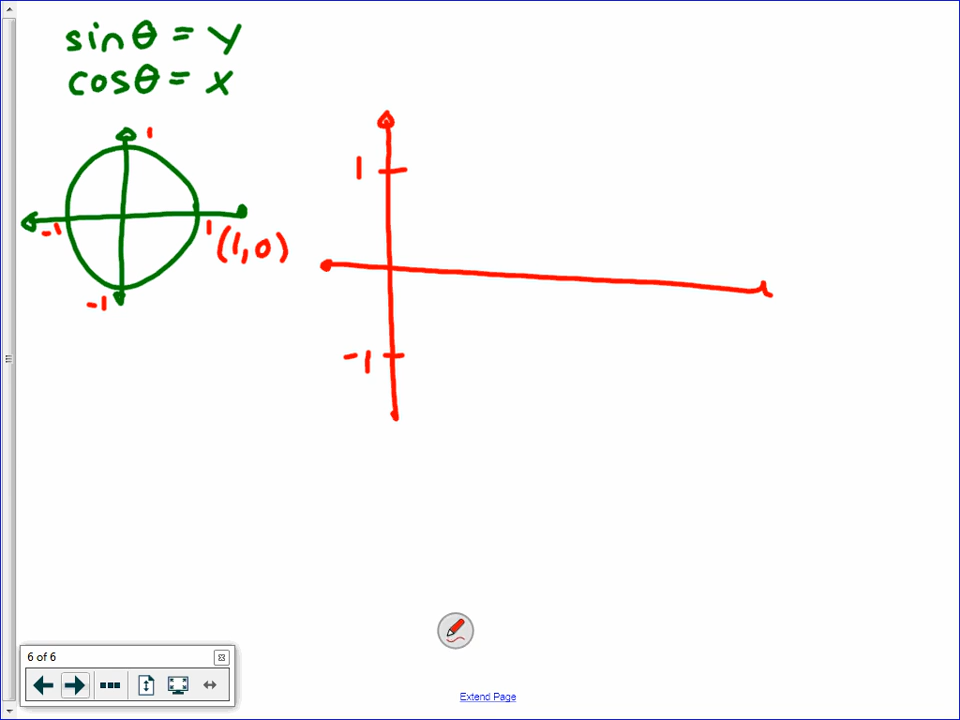 sinθ = y
cosθ = x
1
-1
1
(1,0)
-1
1
-1
6 of 6
Extend Page